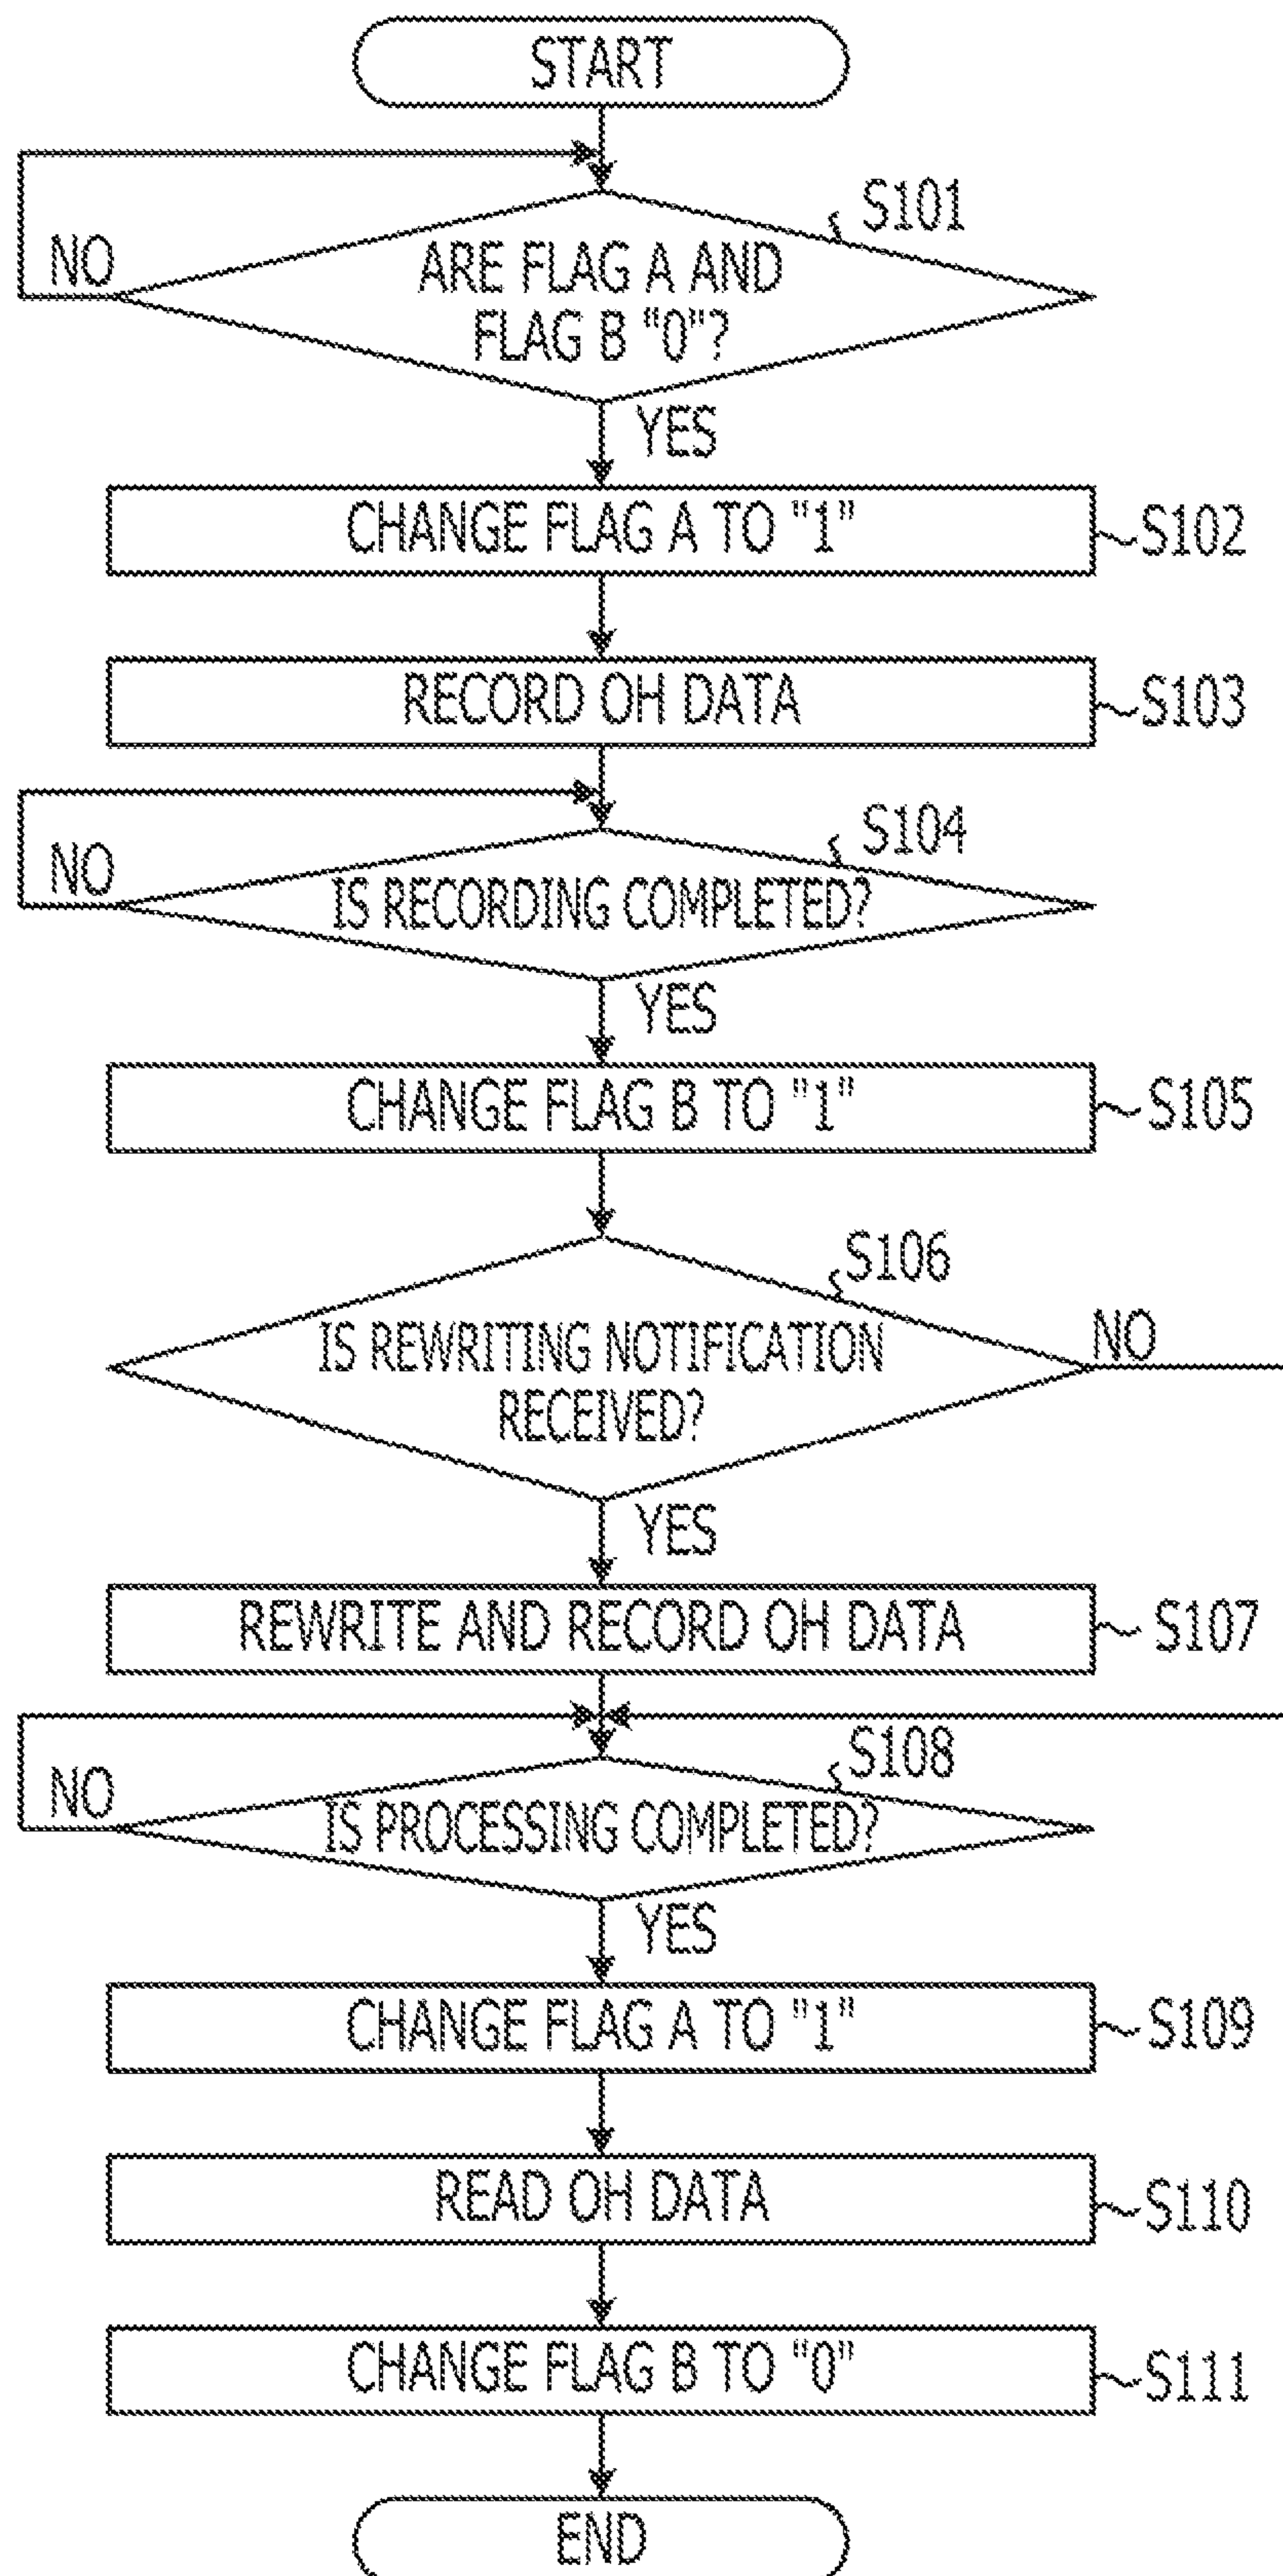 START
S101
NO
ARE FLAG A AND
FLAG B "0"?
YES
CHANGE FLAG A TO "1"
S102
RECORD OH DATA
S103
S104
NO
IS RECORDING COMPLETED?
YES
CHANGE FLAG B TO "1"
S105
S106
NO
IS REWRITING NOTIFICATION
RECEIVED?
YES
REWRITE AND RECORD OH DATA
S107
S108
NO
IS PROCESSING COMPLETED?
YES
CHANGE FLAG A TO "1"
S109
READ OH DATA
S110
CHANGE FLAG B TO "0"
S111
END